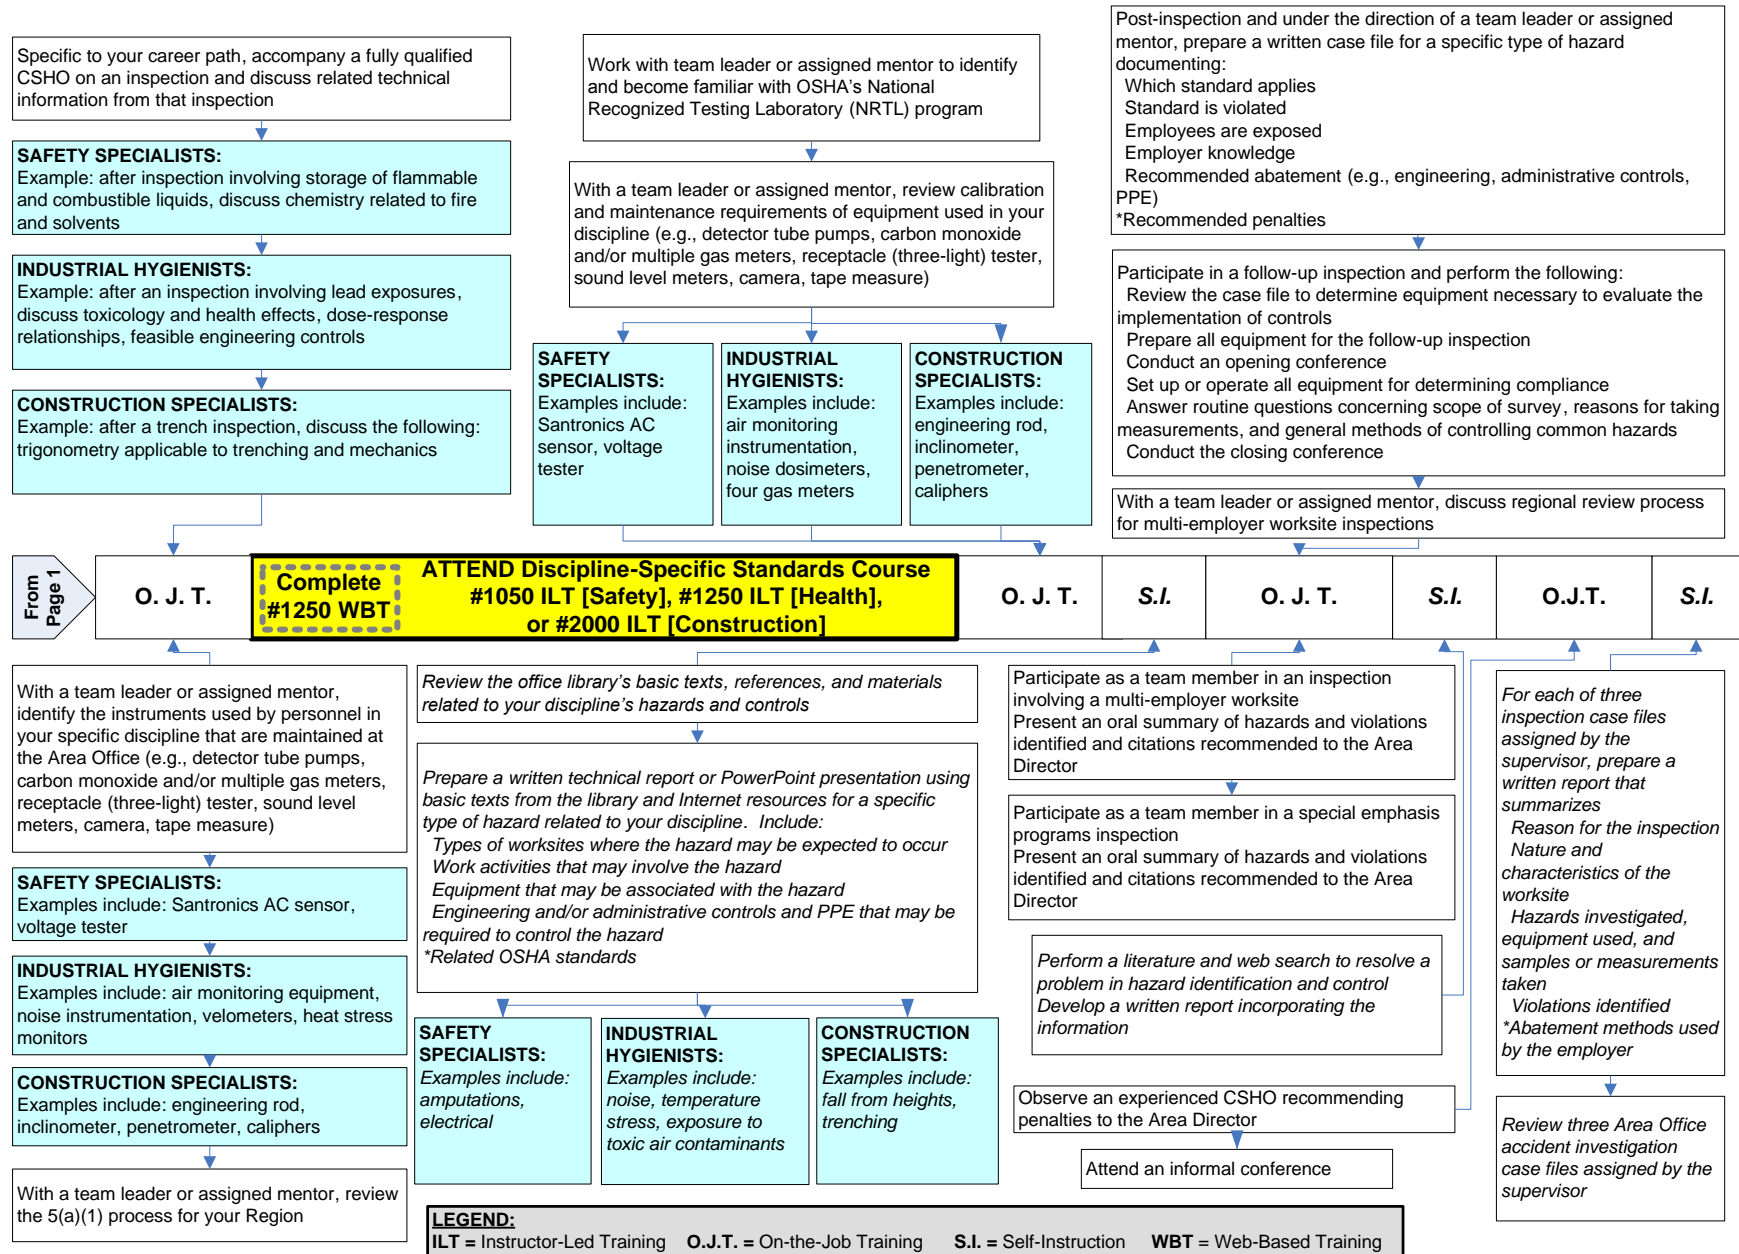 Specific to your career path, accompany a fully qualified
CSHO on an inspection and discuss related technical
information from that inspection
SAFETY SPECIALISTS:
Example: after inspection involving storage of flammable
and combustible liquids, discuss chemistry related to fire
and solvents
INDUSTRIAL HYGIENISTS:
Example: after an inspection involving lead exposures,
discuss toxicology and health effects, dose-response
relationships, feasible engineering controls
CONSTRUCTION SPECIALISTS:
Example: after a trench inspection, discuss the following:
trigonometry applicable to trenching and mechanics
Work with team leader or assigned mentor to identify
and become familiar with OSHA's National
Recognized Testing Laboratory (NRTL) program
With a team leader or assigned mentor, review calibration
and maintenance requirements of equipment used in your
discipline (e.g., detector tube pumps, carbon monoxide
and/or multiple gas meters, receptacle (three-light) tester,
sound level meters, camera, tape measure)
SAFETY
SPECIALISTS:
Examples include:
Santronics AC
sensor, voltage
tester
INDUSTRIAL
HYGIENISTS:
Examples include:
air monitoring
instrumentation,
noise dosimeters,
four gas meters
CONSTRUCTION
SPECIALISTS:
Examples include:
engineering rod,
inclinometer,
penetrometer,
caliphers
Post-inspection and under the direction of a team leader or assigned
mentor, prepare a written case file for a specific type of hazard
documenting:
Which standard applies
Standard is violated
Employees are exposed
Employer knowledge
Recommended abatement (e.g., engineering, administrative controls,
PPE)
*Recommended penalties
Participate in a follow-up inspection and perform the following:
Review the case file to determine equipment necessary to evaluate the
implementation of controls
Prepare all equipment for the follow-up inspection
Conduct an opening conference
Set up or operate all equipment for determining compliance
Answer routine questions concerning scope of survey, reasons for taking
measurements, and general methods of controlling common hazards
Conduct the closing conference
With a team leader or assigned mentor, discuss regional review process
for multi-employer worksite inspections
From
Page 1
O. J. T.
Complete
#1250 WBT
ATTEND Discipline-Specific Standards Course
#1050 ILT [Safety], #1250 ILT [Health],
or #2000 ILT [Construction]
O. J. T.
S.I.
O. J. T.
S.I.
O.J.T.
S.I.
With a team leader or assigned mentor,
identify the instruments used by personnel in
your specific discipline that are maintained at
the Area Office (e.g., detector tube pumps,
carbon monoxide and/or multiple gas meters,
receptacle (three-light) tester, sound level
meters, camera, tape measure)
SAFETY SPECIALISTS:
Examples include: Santronics AC sensor,
voltage tester
INDUSTRIAL HYGIENISTS:
Examples include: air monitoring equipment,
noise instrumentation, velometers, heat stress
monitors
CONSTRUCTION SPECIALISTS:
Examples include: engineering rod,
inclinometer, penetrometer, caliphers
With a team leader or assigned mentor, review
the 5(a)(1) process for your Region
Review the office library's basic texts, references, and materials
related to your discipline's hazards and controls
Prepare a written technical report or PowerPoint presentation using
basic texts from the library and Internet resources for a specific
type of hazard related to your discipline. Include:
Types of worksites where the hazard may be expected to occur
Work activities that may involve the hazard
Equipment that may be associated with the hazard
Engineering and/or administrative controls and PPE that may be
required to control the hazard
*Related OSHA standards
SAFETY
SPECIALISTS:
Examples include:
amputations,
electrical
INDUSTRIAL
HYGIENISTS:
Examples include:
noise, temperature
stress, exposure to
toxic air contaminants
CONSTRUCTION
SPECIALISTS:
Examples include:
fall from heights,
trenching
Participate as a team member in an inspection
involving a multi-employer worksite
Present an oral summary of hazards and violations
identified and citations recommended to the Area
Director
Participate as a team member in a special emphasis
programs inspection
Present an oral summary of hazards and violations
identified and citations recommended to the Area
Director
Perform a literature and web search to resolve a
problem in hazard identification and control
Develop a written report incorporating the
information
Observe an experienced CSHO recommending
penalties to the Area Director
Attend an informal conference
For each of three
inspection case files
assigned by the
supervisor, prepare a
written report that
summarizes
Reason for the inspection
Nature and
characteristics of the
worksite
Hazards investigated,
equipment used, and
samples or measurements
taken
Violations identified
*Abatement methods used
by the employer
Review three Area Office
accident investigation
case files assigned by the
supervisor
LEGEND:
ILT = Instructor-Led Training O.J.T. = On-the-Job Training S.I. = Self-Instruction WBT = Web-Based Training